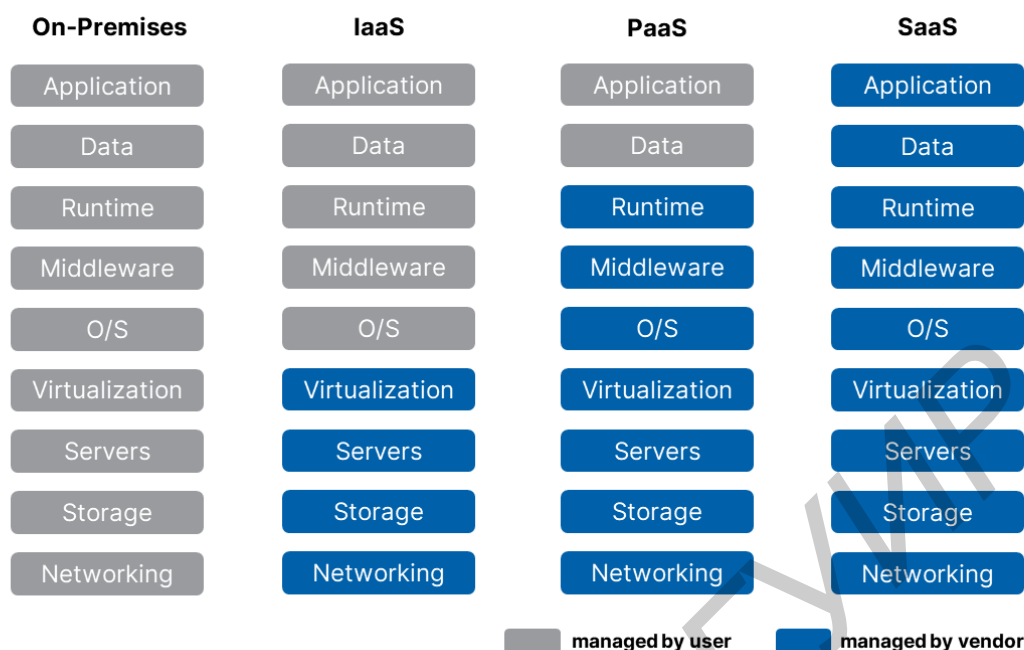 On-Premises IaaS PaaS SaaS
Application Application Application Application
Data Data Data Data
Runtime Runtime Runtime Runtime
Middleware Middleware Middleware Middleware
O/S O/S O/S O/S
Virtualization Virtualization Virtualization Virtualization
Servers Servers Servers Servers
Storage Storage Storage Storage
Networking Networking Networking Networking
managed by user managed by vendor
ГУИР